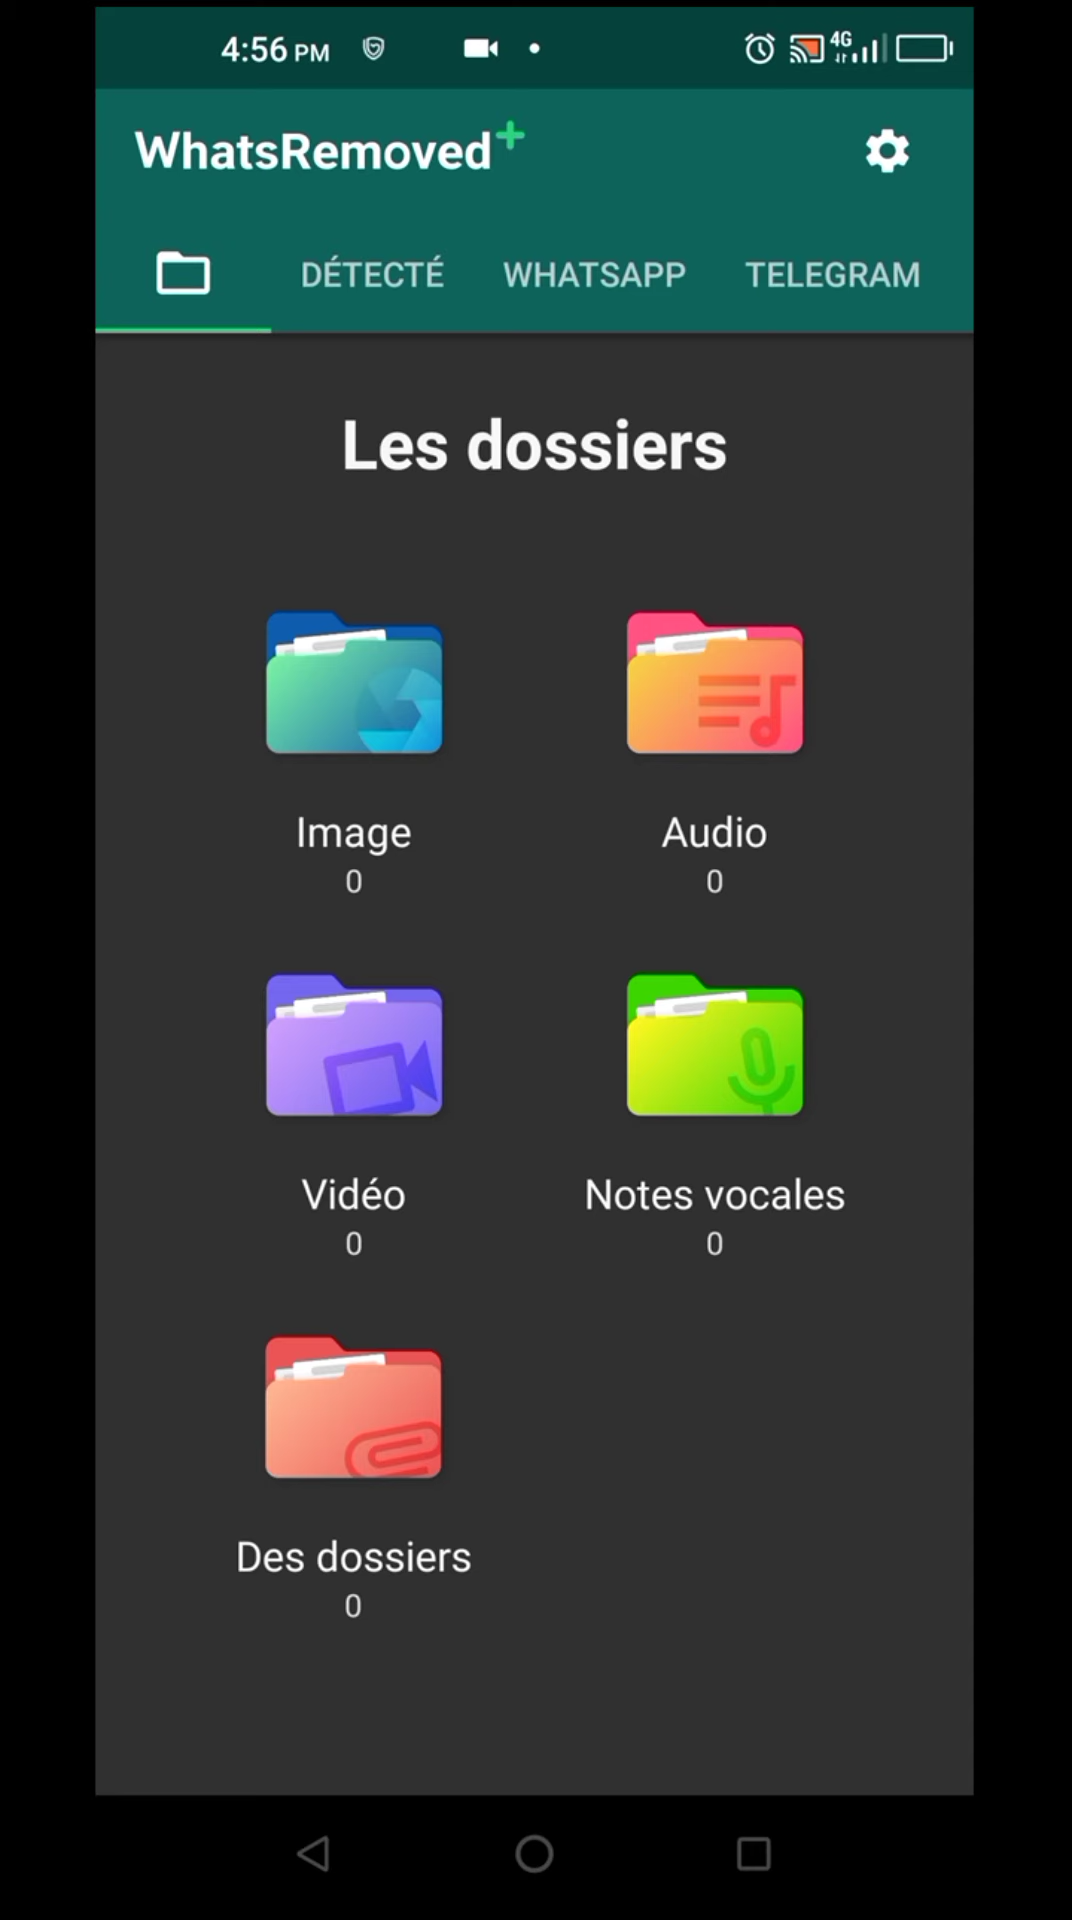 4:56 PM
4G
WhatsRemoved+
DÉTECTÉ WHATSAPP TELEGRAM
Les dossiers
Image Audio
0 0
Vidéo Notes vocales
0 0
Des dossiers
0